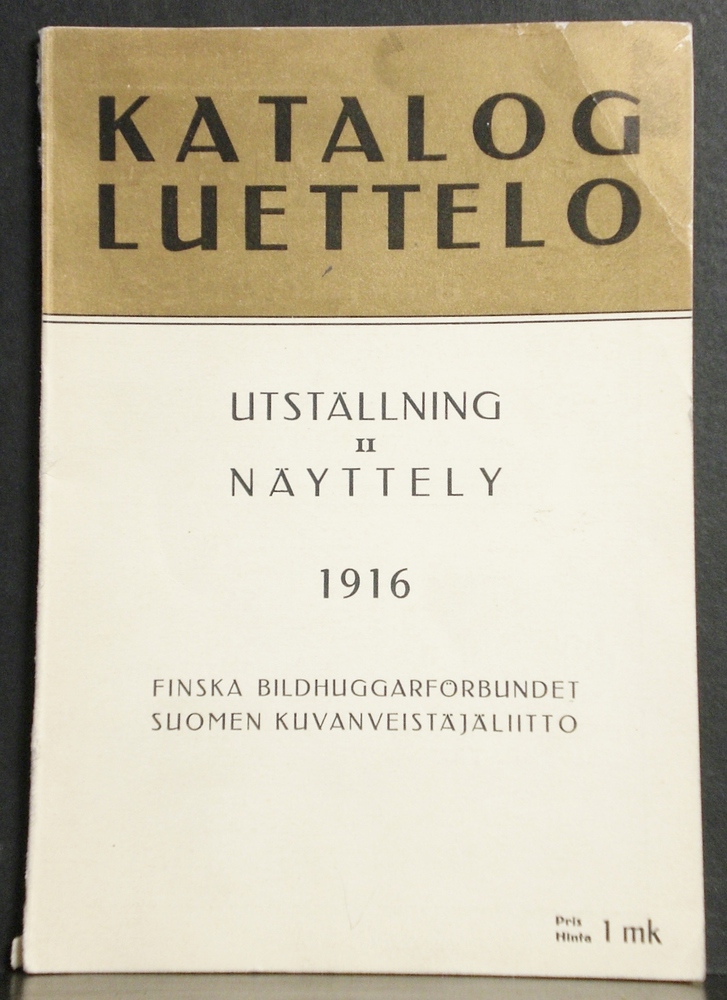 KATALOG
LUETTELO
UTSTÄLLNING
II
NÄYTTELY
1916
FINSKA BILDHUGGARFÖRBUNDET
SUOMEN KUVANVEISTÄJÄLIITTO
Pris
Hinta 1 mk